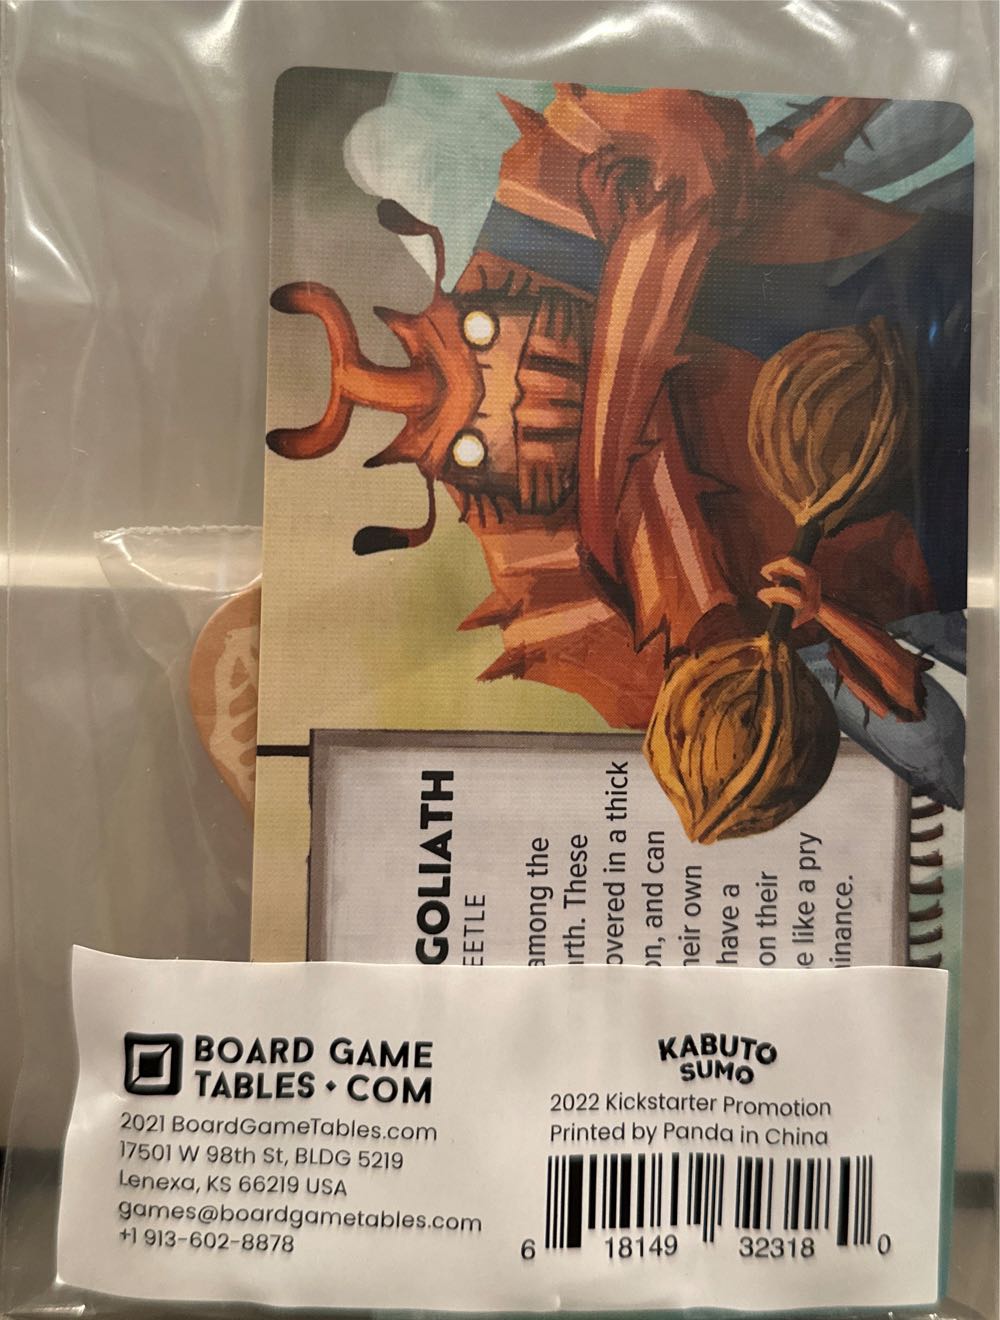 GOLIATH
EETLE
among the
rth. These
overed in a thick
on, and can
heir own
have a
on their
e like a pry
inance.
BOARD GAME
TABLES • COM
2021 BoardGameTables.com
17501 W 98th St, BLDG 5219
Lenexa, KS 66219 USA
games@boardgametables.com
+1 913-602-8878
KABUTO
SUMO
2022 Kickstarter Promotion
Printed by Panda in China
6 18149 32318 0